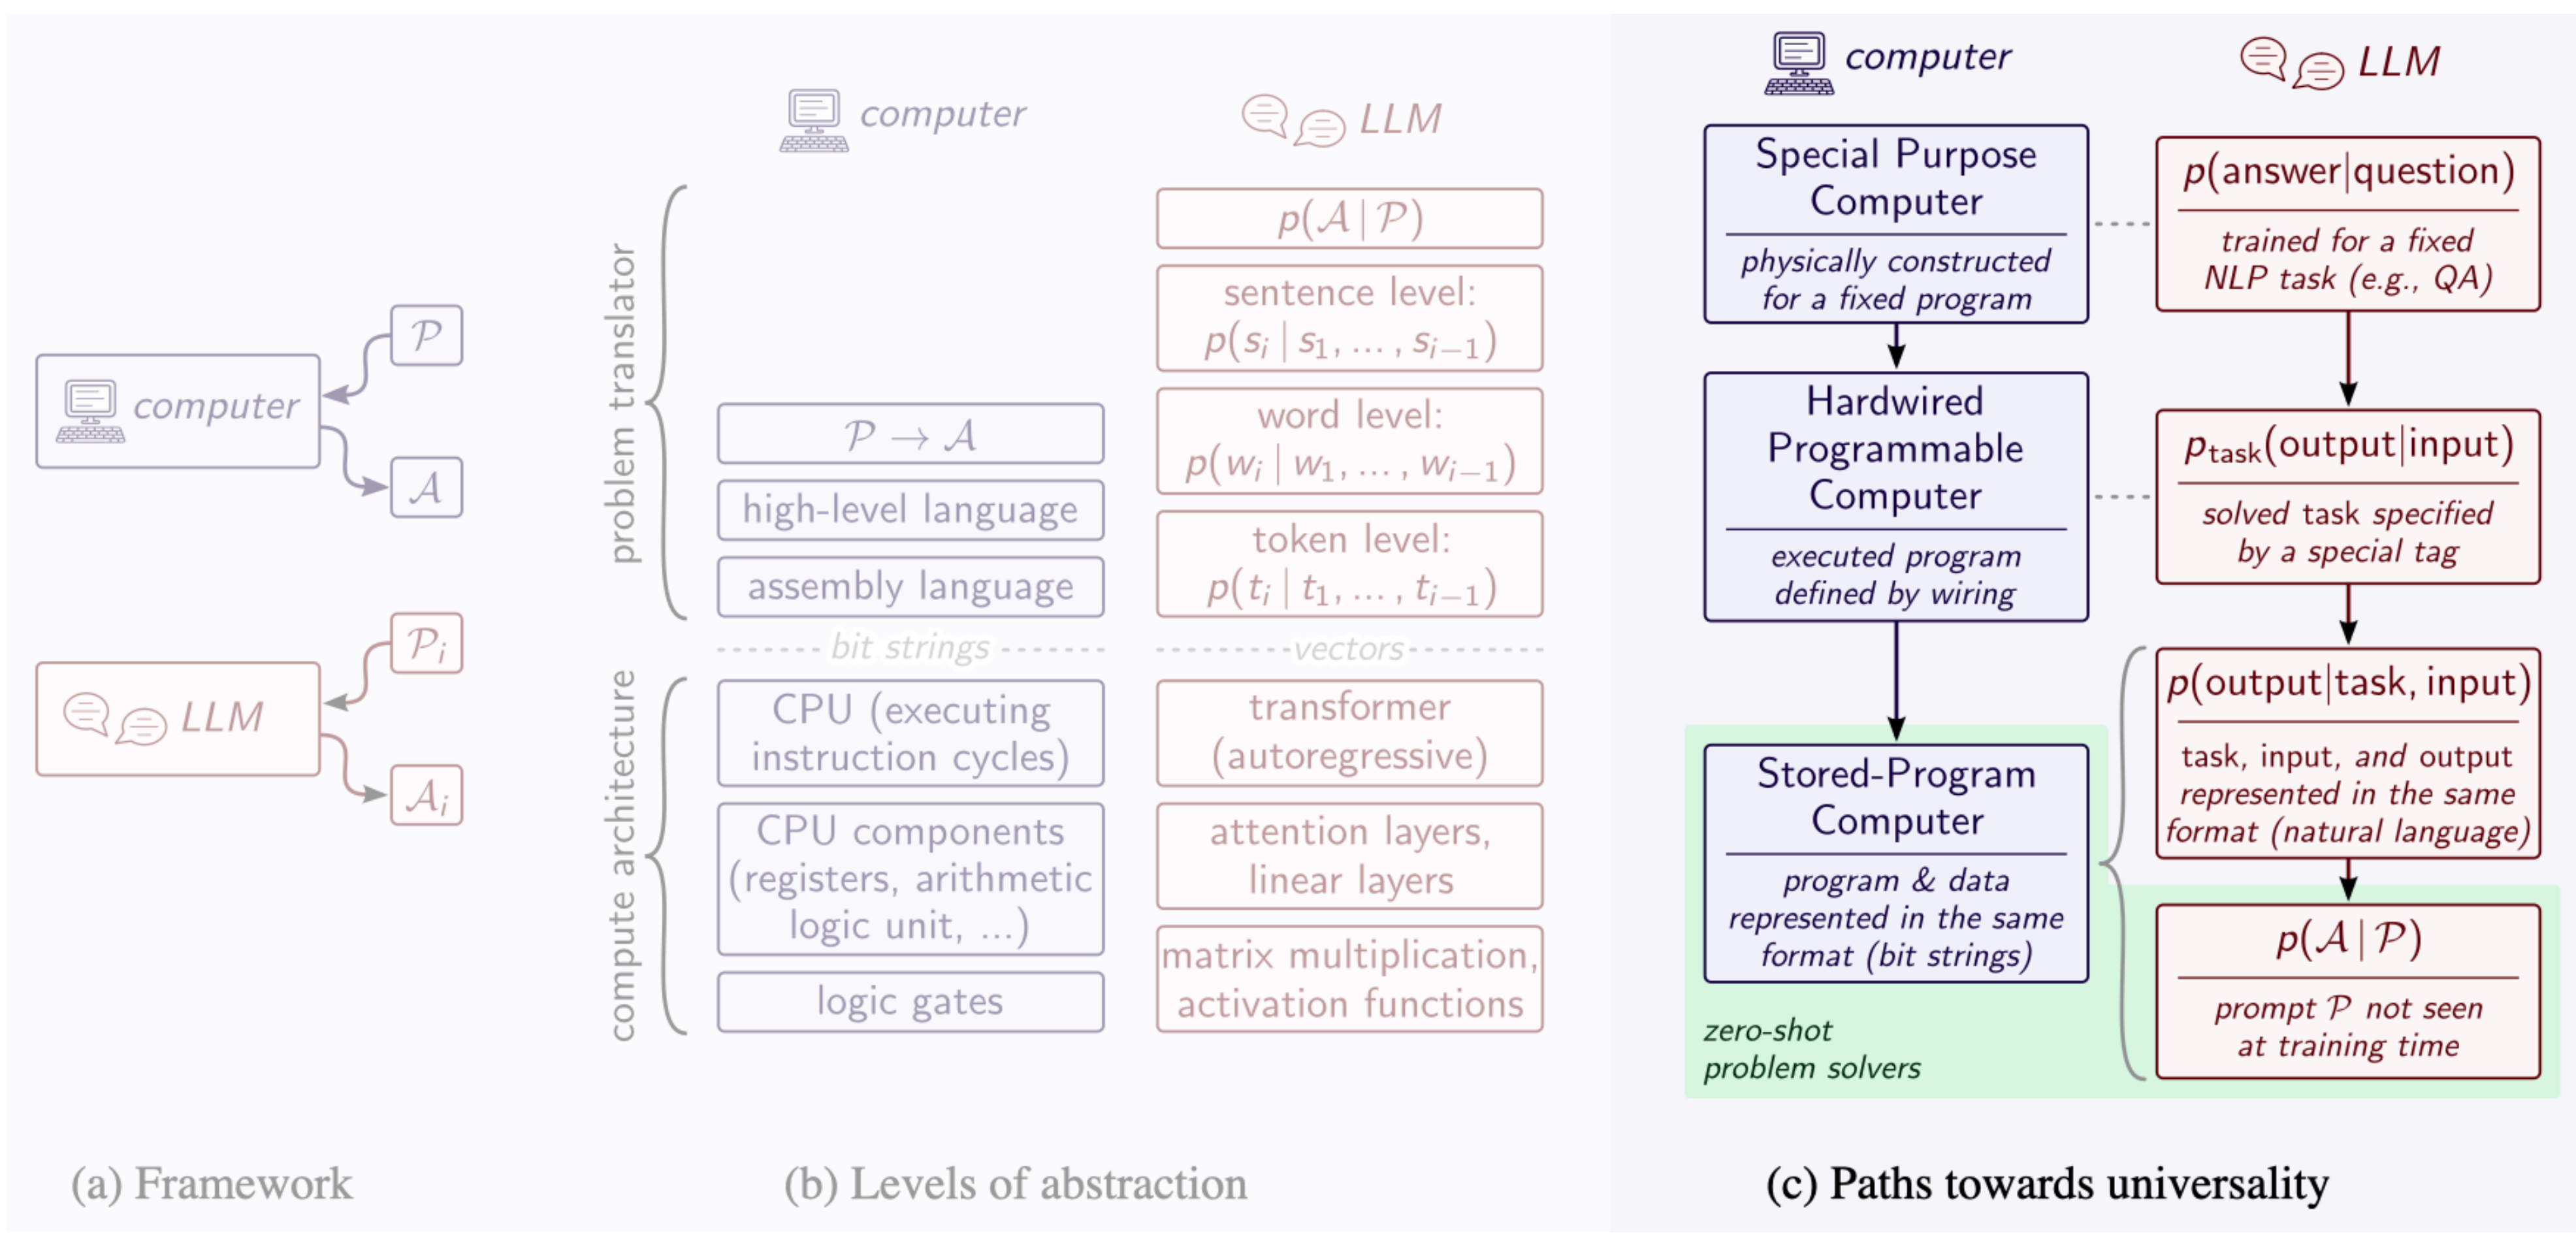 computer
𝒫
𝒜
LLM
𝒫ᵢ
𝒜ᵢ
(a) Framework
computer
LLM
problem translator
𝒫 → 𝒜
high-level language
assembly language
p(𝒜 | 𝒫)
sentence level:
p(sᵢ | s₁, ... , sᵢ₋₁)
word level:
p(wᵢ | w₁, ... , wᵢ₋₁)
token level:
p(tᵢ | t₁, ... , tᵢ₋₁)
bit strings
vectors
compute architecture
CPU (executing
instruction cycles)
CPU components
(registers, arithmetic
logic unit, ...)
logic gates
transformer
(autoregressive)
attention layers,
linear layers
matrix multiplication,
activation functions
(b) Levels of abstraction
computer
LLM
Special Purpose
Computer
physically constructed
for a fixed program
Hardwired
Programmable
Computer
executed program
defined by wiring
Stored-Program
Computer
program & data
represented in the same
format (bit strings)
zero-shot
problem solvers
p(answer|question)
trained for a fixed
NLP task (e.g., QA)
p_task(output|input)
solved task specified
by a special tag
p(output|task, input)
task, input, and output
represented in the same
format (natural language)
p(𝒜 | 𝒫)
prompt 𝒫 not seen
at training time
(c) Paths towards universality